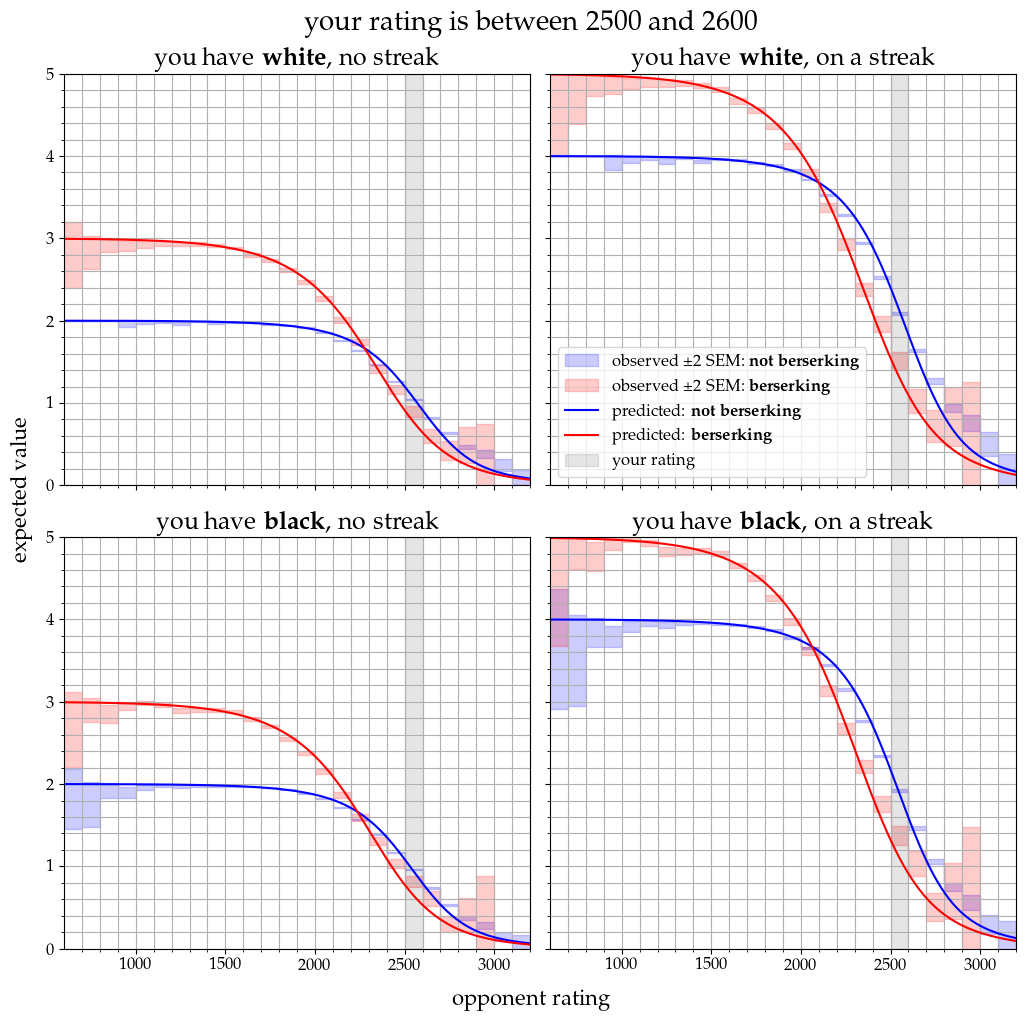 your rating is between 2500 and 2600
you have white, no streak
you have white, on a streak
5
4
3
2
1
0
observed ±2 SEM: not berserking
observed ±2 SEM: berserking
predicted: not berserking
predicted: berserking
your rating
expected value
you have black, no streak
you have black, on a streak
5
4
3
2
1
0
1000 1500 2000 2500 3000
1000 1500 2000 2500 3000
opponent rating